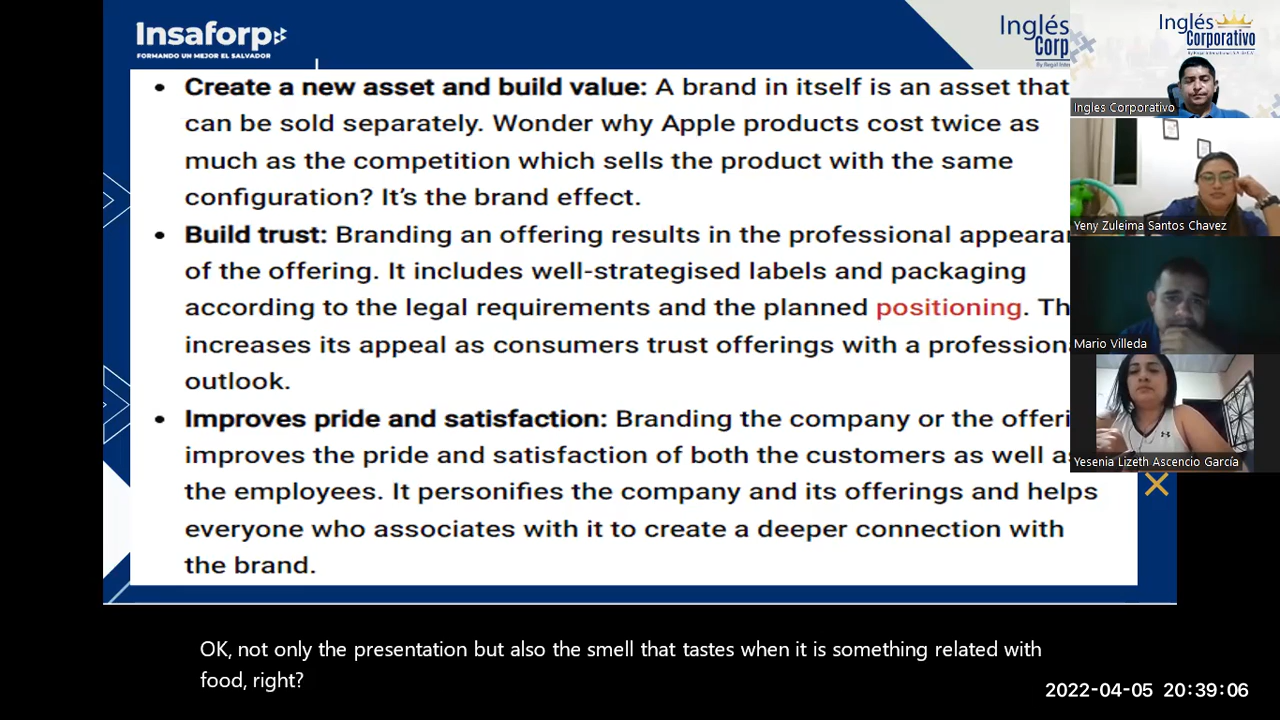 Insaforp
FORMANDO UN MEJOR EL SALVADOR
Inglés
Corp
Inglés
Corporativo
Ingles Corporativo
• Create a new asset and build value: A brand in itself is an asset that
can be sold separately. Wonder why Apple products cost twice as
much as the competition which sells the product with the same
configuration? It's the brand effect.
• Build trust: Branding an offering results in the professional appeara
of the offering. It includes well-strategised labels and packaging
according to the legal requirements and the planned positioning. Th
increases its appeal as consumers trust offerings with a profession
outlook.
• Improves pride and satisfaction: Branding the company or the offeri
improves the pride and satisfaction of both the customers as well as
the employees. It personifies the company and its offerings and helps
everyone who associates with it to create a deeper connection with
the brand.
Yeny Zuleima Santos Chavez
Mario Villeda
Yesenia Lizeth Ascencio García
OK, not only the presentation but also the smell that tastes when it is something related with
food, right?
2022-04-05 20:39:06